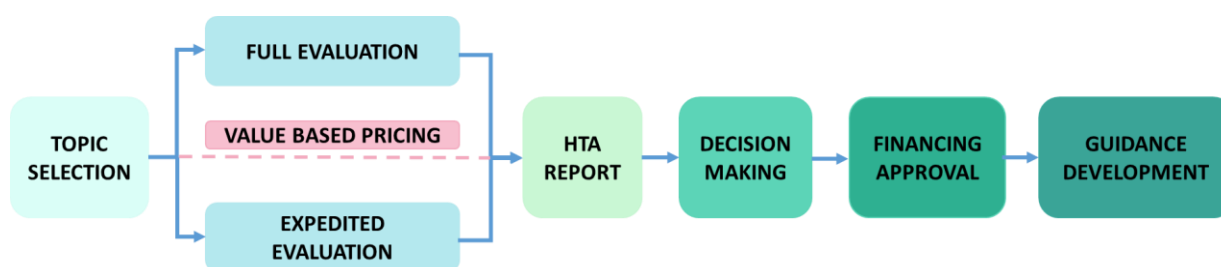 TOPIC
SELECTION
FULL EVALUATION
VALUE BASED PRICING
EXPEDITED
EVALUATION
HTA
REPORT
DECISION
MAKING
FINANCING
APPROVAL
GUIDANCE
DEVELOPMENT